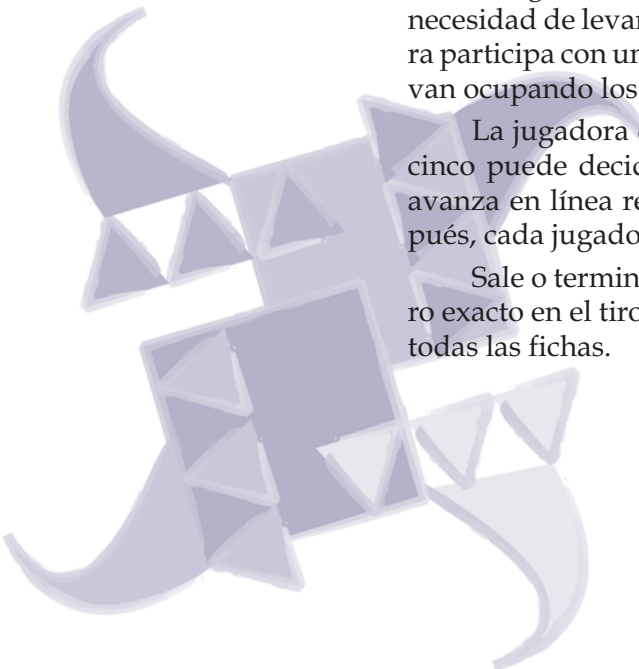 necesidad de levan
ra participa con un
van ocupando los
La jugadora
cinco puede decid
avanza en línea re
pués, cada jugado
Sale o termin
ro exacto en el tiro
todas las fichas.